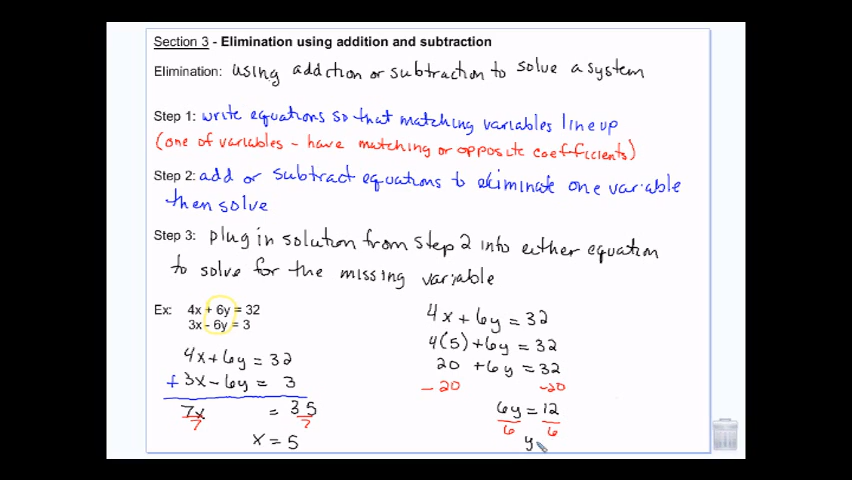 Section 3 - Elimination using addition and subtraction
Elimination: using addction or subtraction to solve a system
Step 1: write equations so that matching variables line up
(one of variables - have matching or opposite coefficients)
Step 2: add or subtract equations to eliminate one variable
then solve
Step 3: plug in solution from Step 2 into either equation
to solve for the missing variable
Ex: 4x + 6y = 32
3x - 6y = 3
4x + 6y = 32
+ 3x - 6y = 3
7x = 35
7 7
x = 5
4x + 6y = 32
4(5) + 6y = 32
20 + 6y = 32
-20 -20
6y = 12
6 6
y